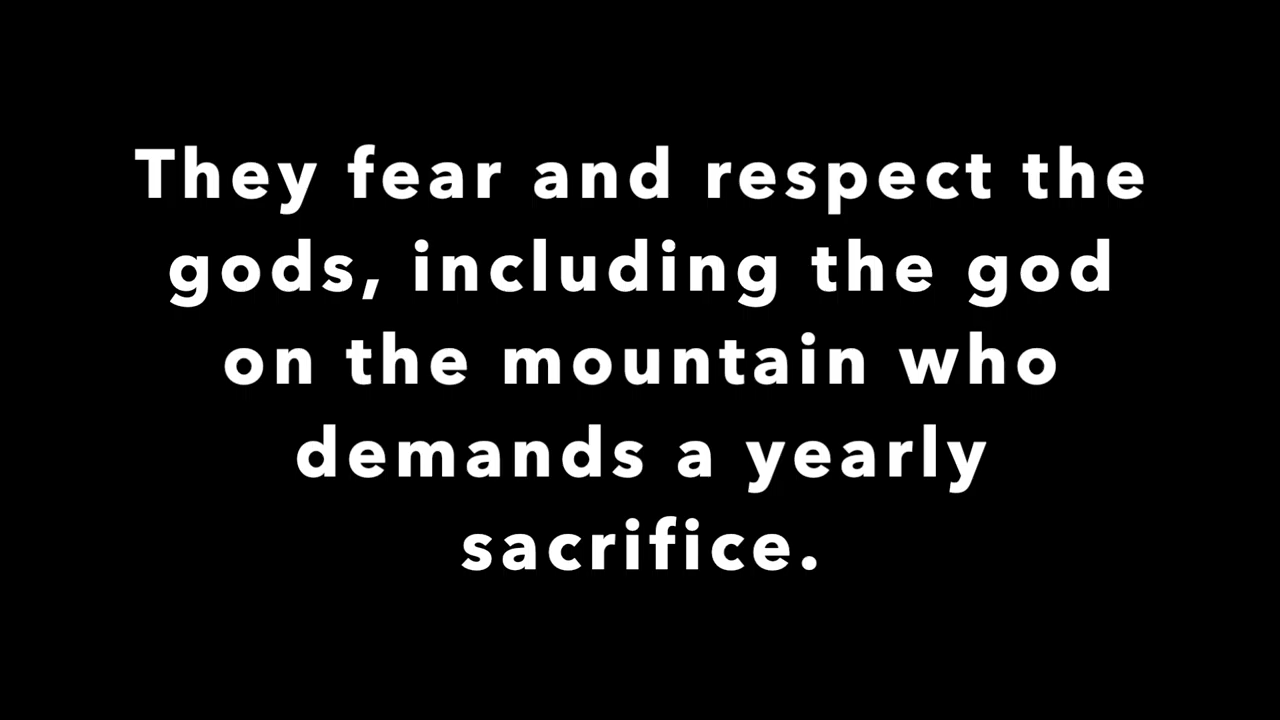 They fear and respect the
gods, including the god
on the mountain who
demands a yearly
sacrifice.